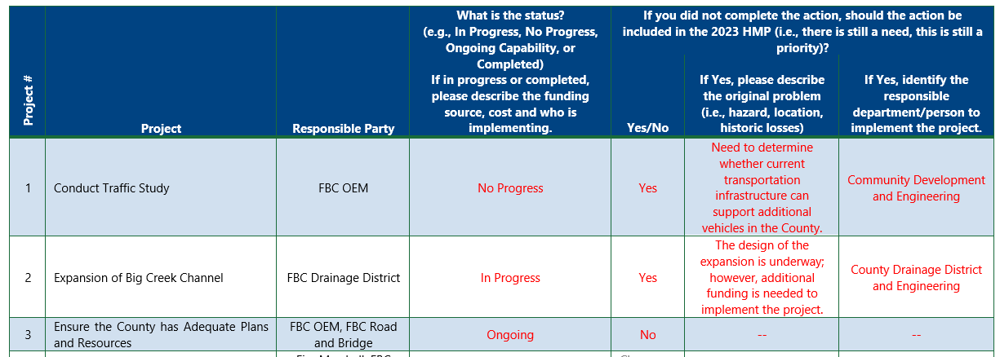 What is the status?
(e.g., In Progress, No Progress,
Ongoing Capability, or
Completed)
If in progress or completed,
please describe the funding
source, cost and who is
implementing.
If you did not complete the action, should the action be
included in the 2023 HMP (i.e., there is still a need, this is still a
priority)?
Project #
Project
Responsible Party
Yes/No
If Yes, please describe
the original problem
(i.e., hazard, location,
historic losses)
If Yes, identify the
responsible
department/person to
implement the project.
1
Conduct Traffic Study
FBC OEM
No Progress
Yes
Need to determine
whether current
transportation
infrastructure can
support additional
vehicles in the County.
Community Development
and Engineering
2
Expansion of Big Creek Channel
FBC Drainage District
In Progress
Yes
The design of the
expansion is underway;
however, additional
funding is needed to
implement the project.
County Drainage District
and Engineering
3
Ensure the County has Adequate Plans
and Resources
FBC OEM, FBC Road
and Bridge
Ongoing
No
--
--